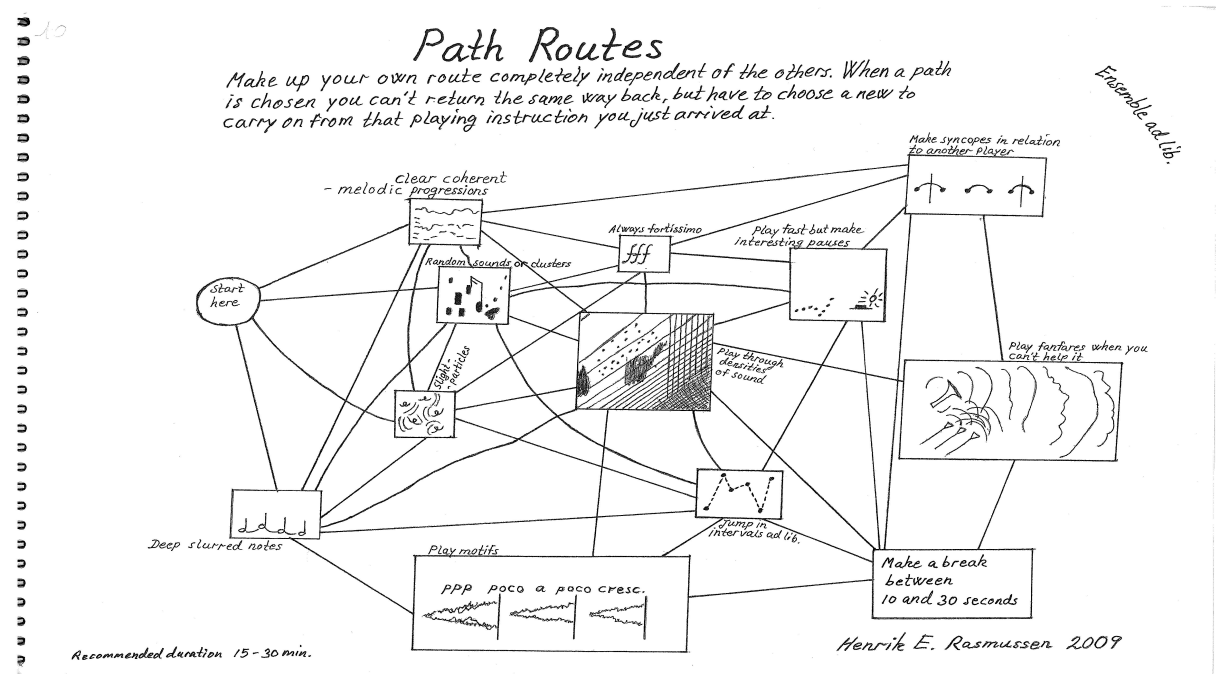 10
Path Routes
Make up your own route completely independent of the others. When a path
is chosen you can't return the same way back, but have to choose a new to
carry on from that playing instruction you just arrived at.
Ensemble ad lib.
Make syncopes in relation
to another player
Clear coherent
- melodic progressions
Always fortissimo
fff
Play fast but make
interesting pauses
Random sounds or clusters
Start
here
Slight-
particles
Play through
densities
of sound
Play fanfares when you
can't help it
Jump in
intervals ad lib.
Deep slurred notes
Play motifs
ppp poco a poco cresc.
Make a break
between
10 and 30 seconds
Recommended duration 15-30 min.
Henrik E. Rasmussen 2009